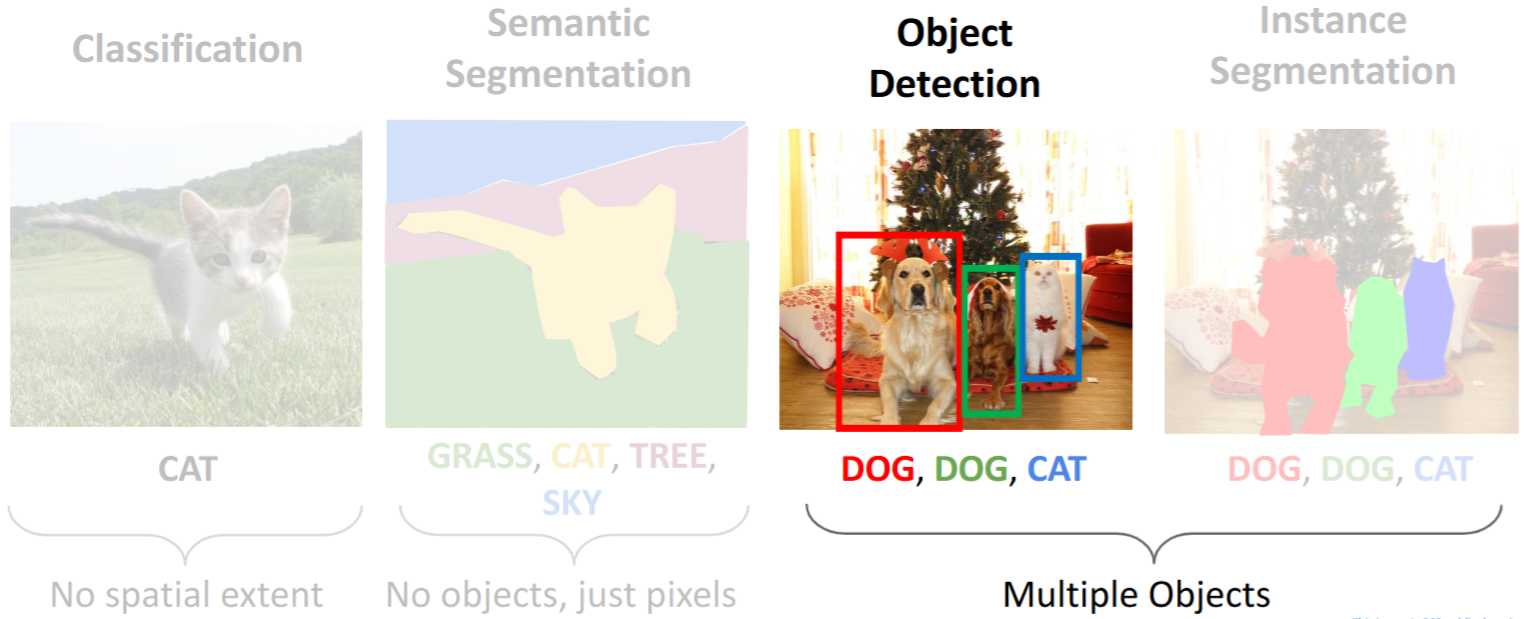 Classification
Semantic
Segmentation
Object
Detection
Instance
Segmentation
CAT
GRASS, CAT, TREE,
SKY
DOG, DOG, CAT
DOG, DOG, CAT
No spatial extent
No objects, just pixels
Multiple Objects